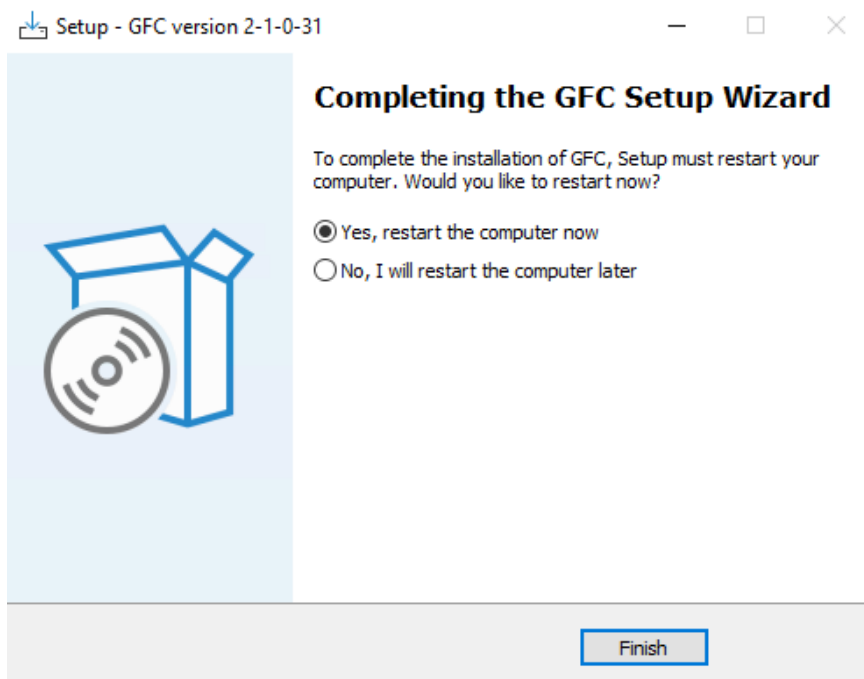 Setup - GFC version 2-1-0-31
Completing the GFC Setup Wizard
To complete the installation of GFC, Setup must restart your
computer. Would you like to restart now?
Yes, restart the computer now
No, I will restart the computer later
Finish